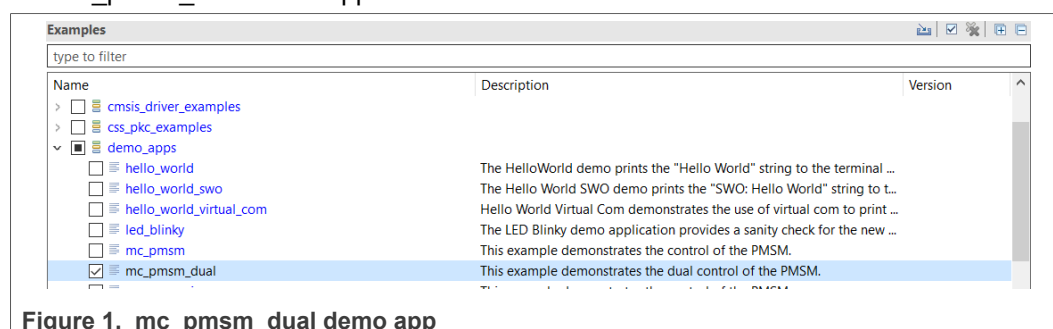 Examples
type to filter
Name Description Version
cmsis_driver_examples
css_pkc_examples
demo_apps
hello_world The HelloWorld demo prints the "Hello World" string to the terminal ...
hello_world_swo The Hello World SWO demo prints the "SWO: Hello World" string to t...
hello_world_virtual_com Hello World Virtual Com demonstrates the use of virtual com to print ...
led_blinky The LED Blinky demo application provides a sanity check for the new ...
mc_pmsm This example demonstrates the control of the PMSM.
mc_pmsm_dual This example demonstrates the dual control of the PMSM.
Figure 1. mc_pmsm_dual demo app